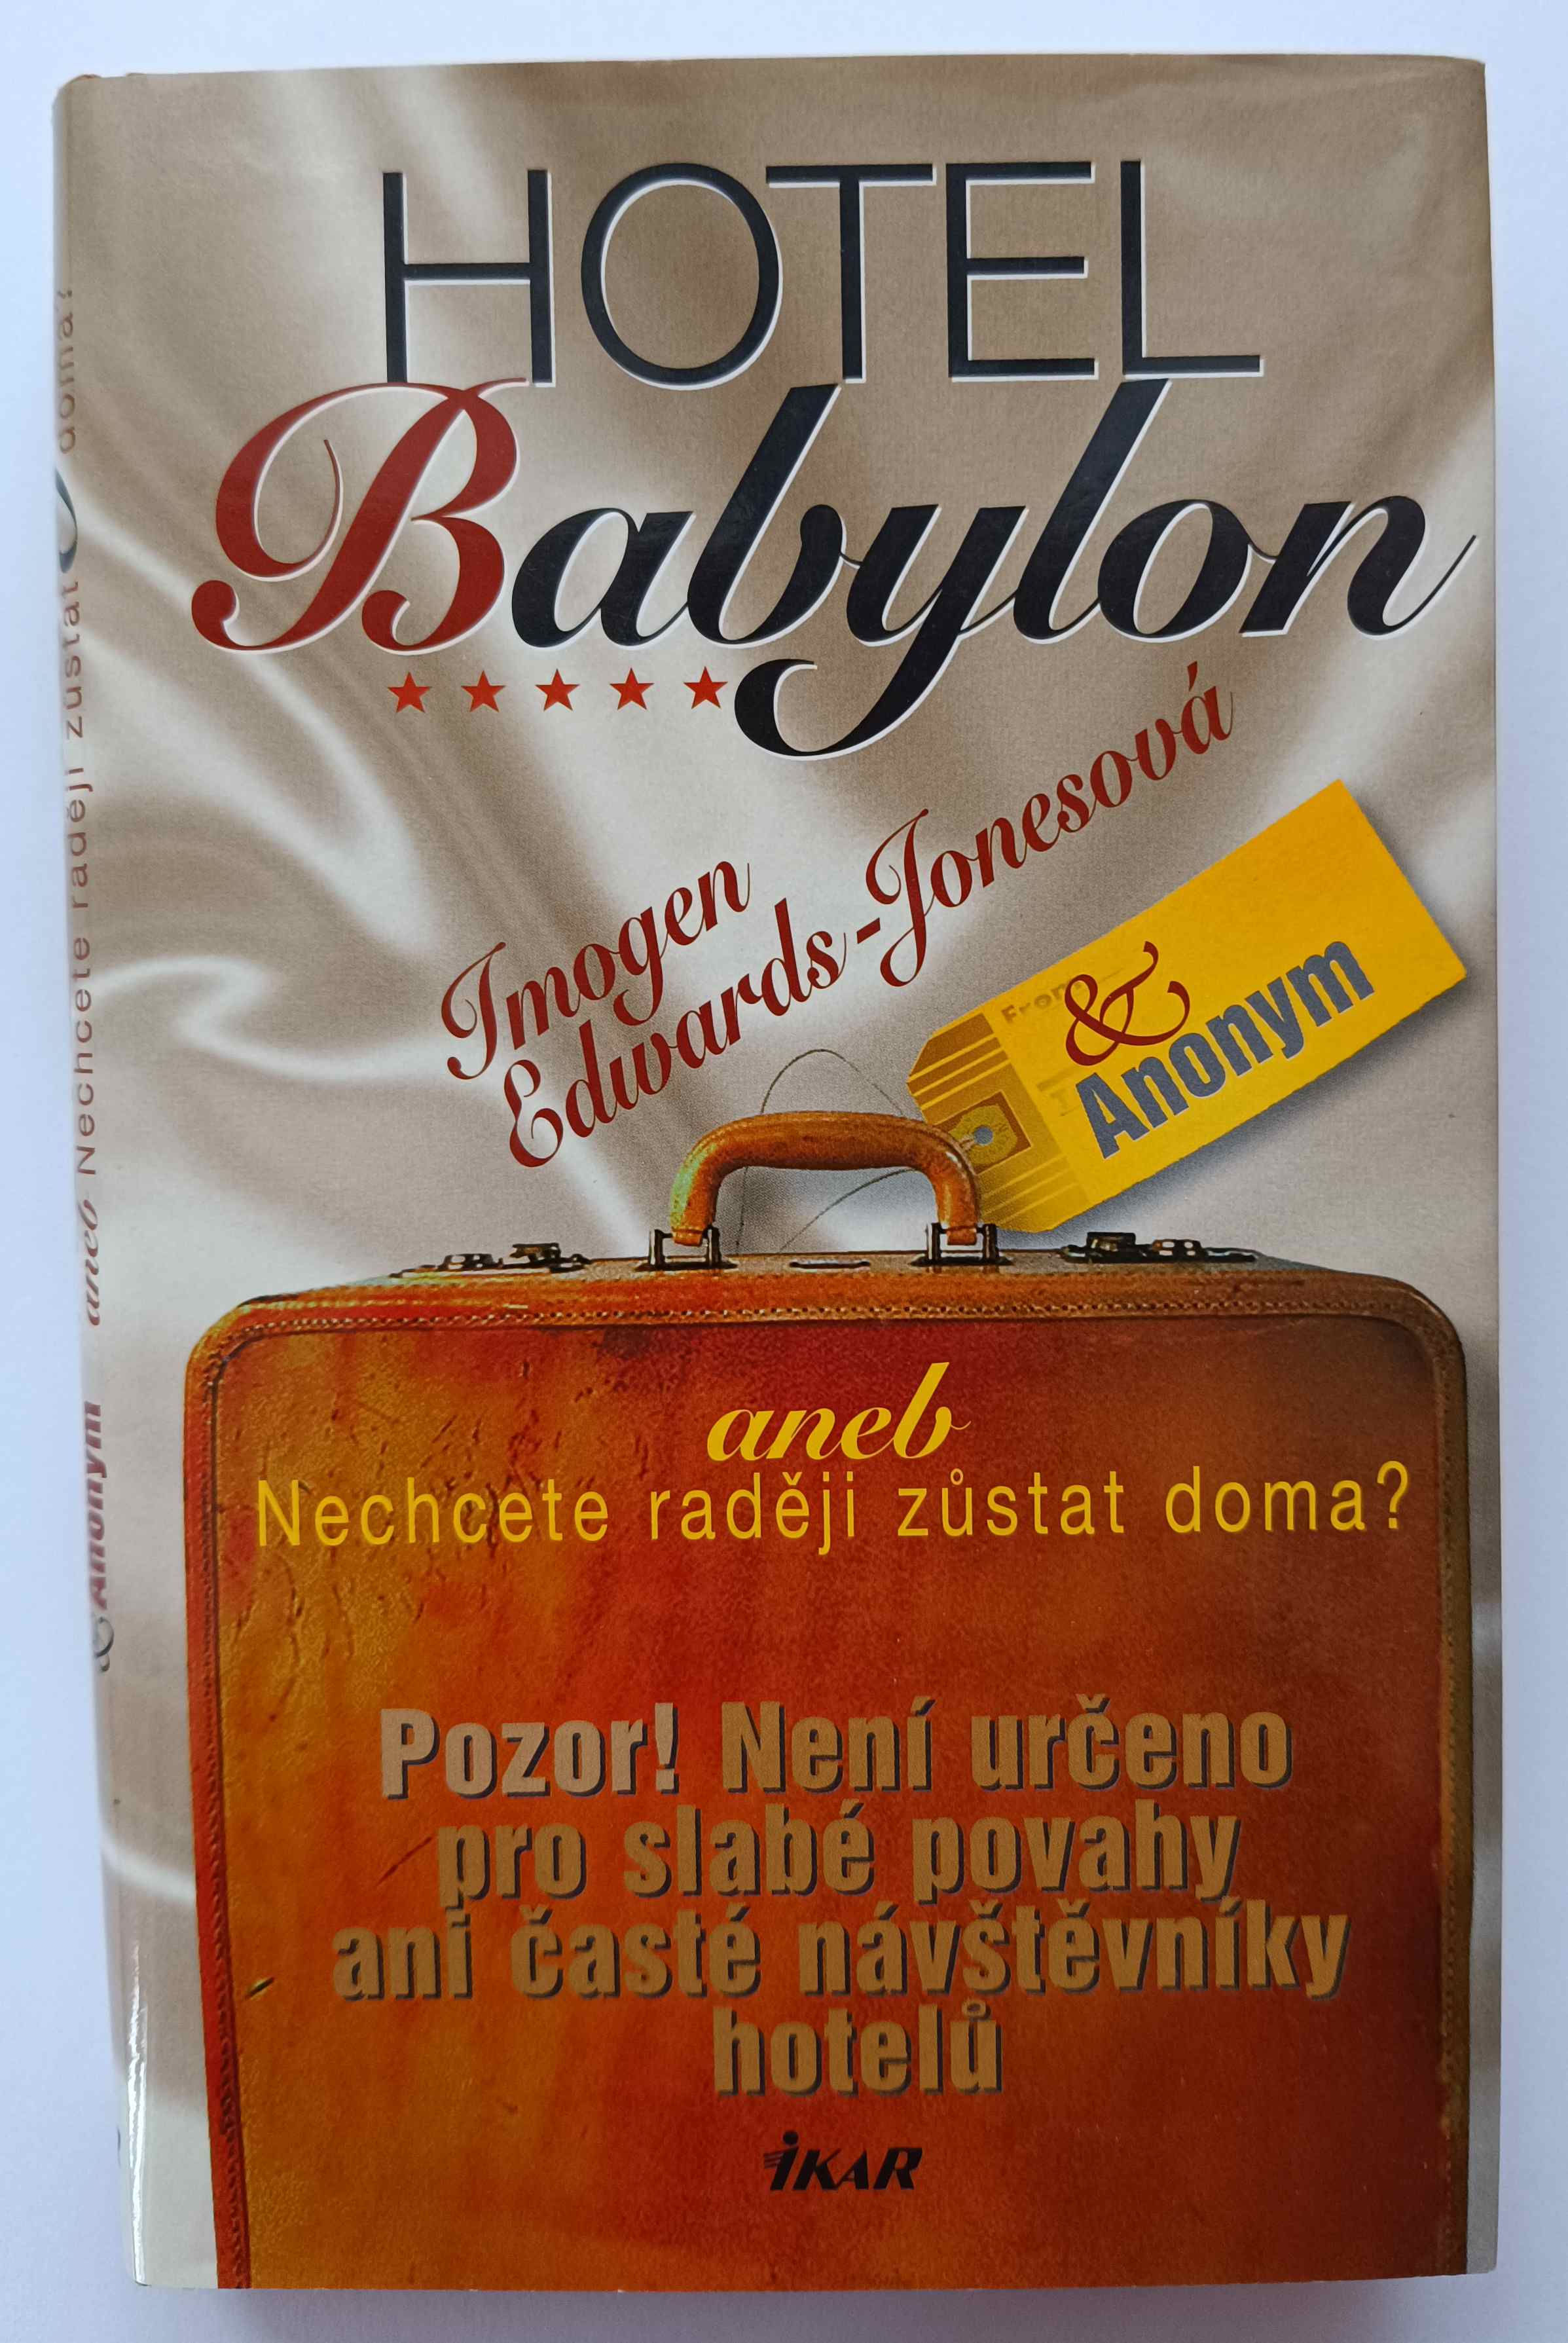 HOTEL
Babylon
Imogen
Edwards-Jonesová
From
& 
Anonym
aneb
Nechcete raději zůstat doma?
Pozor! Není určeno
pro slabé povahy
ani časté návštěvníky
hotelů
iKAR
& Anonym aneb Nechcete raději zůstat doma?